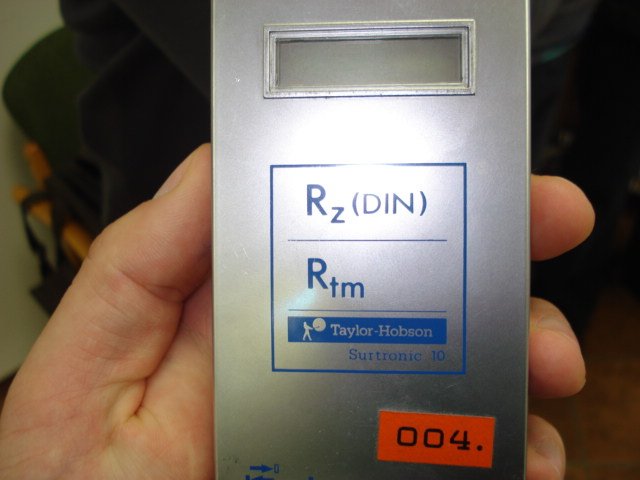 Rz (DIN)
Rtm
Taylor-Hobson
Surtronic 10
004.